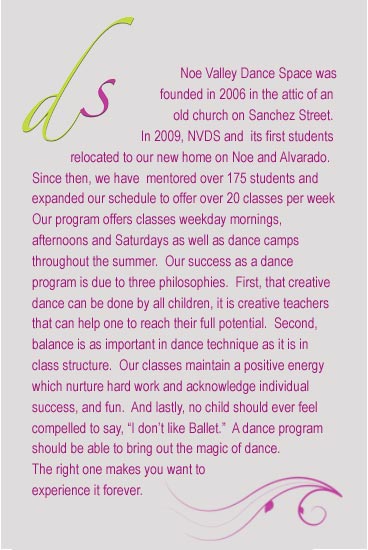 ds
Noe Valley Dance Space was
founded in 2006 in the attic of an
old church on Sanchez Street.
In 2009, NVDS and its first students
relocated to our new home on Noe and Alvarado.
Since then, we have mentored over 175 students and
expanded our schedule to offer over 20 classes per week
Our program offers classes weekday mornings,
afternoons and Saturdays as well as dance camps
throughout the summer. Our success as a dance
program is due to three philosophies. First, that creative
dance can be done by all children, it is creative teachers
that can help one to reach their full potential. Second,
balance is as important in dance technique as it is in
class structure. Our classes maintain a positive energy
which nurture hard work and acknowledge individual
success, and fun. And lastly, no child should ever feel
compelled to say, “I don’t like Ballet.” A dance program
should be able to bring out the magic of dance.
The right one makes you want to
experience it forever.